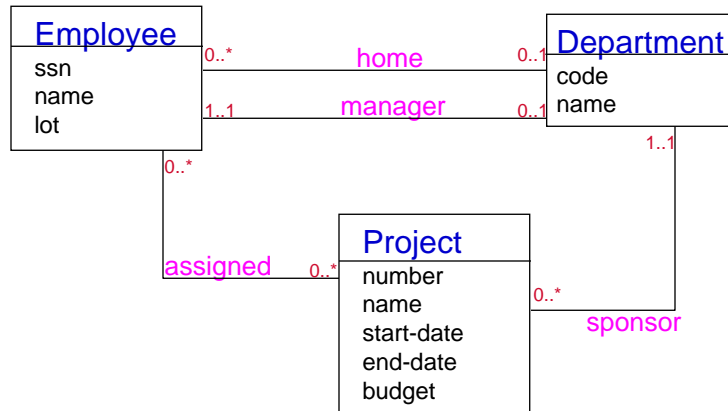 Employee
ssn
name
lot
0..*
home
0..1
1..1
manager
0..1
Department
code
name
0..*
1..1
assigned
0..*
Project
number
name
start-date
end-date
budget
0..*
sponsor